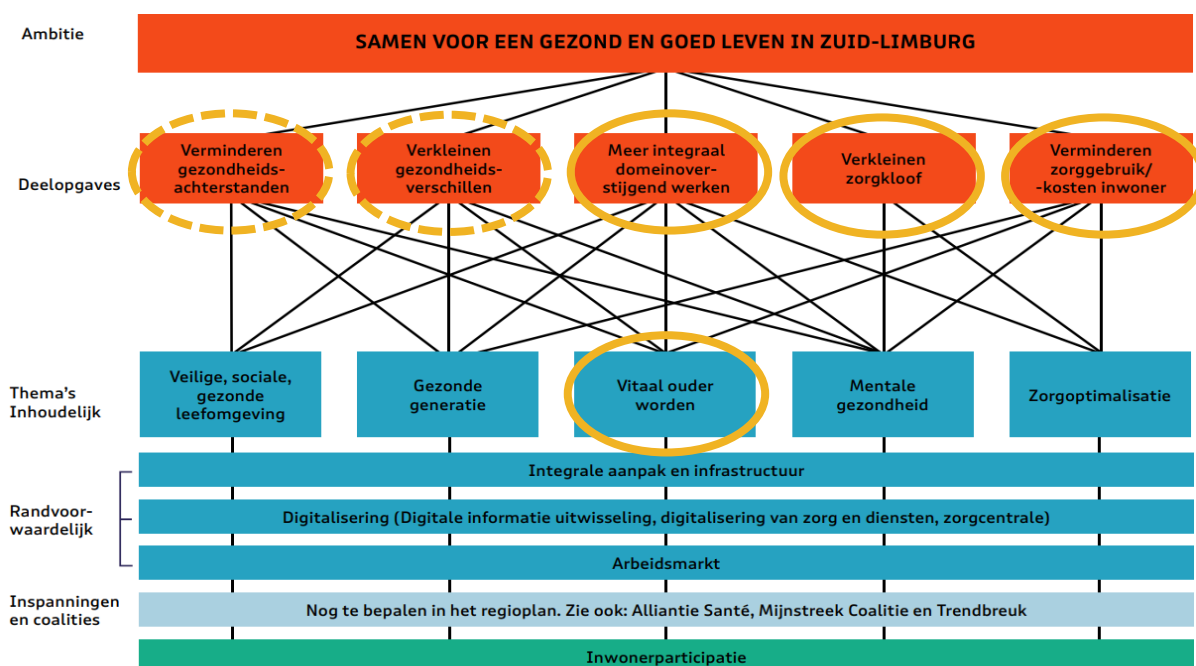 Ambitie
SAMEN VOOR EEN GEZOND EN GOED LEVEN IN ZUID-LIMBURG
Deelopgaves
Verminderen
gezondheids-
achterstanden
Verkleinen
gezondheids-
verschillen
Meer integraal
domeinover-
stijgend werken
Verkleinen
zorgkloof
Verminderen
zorggebruik/
-kosten inwoner
Thema's
Inhoudelijk
Veilige, sociale,
gezonde
leefomgeving
Gezonde
generatie
Vitaal ouder
worden
Mentale
gezondheid
Zorgoptimalisatie
Randvoor-
waardelijk
Integrale aanpak en infrastructuur
Digitalisering (Digitale informatie uitwisseling, digitalisering van zorg en diensten, zorgcentrale)
Arbeidsmarkt
Inspanningen
en coalities
Nog te bepalen in het regioplan. Zie ook: Alliantie Santé, Mijnstreek Coalitie en Trendbreuk
Inwonerparticipatie